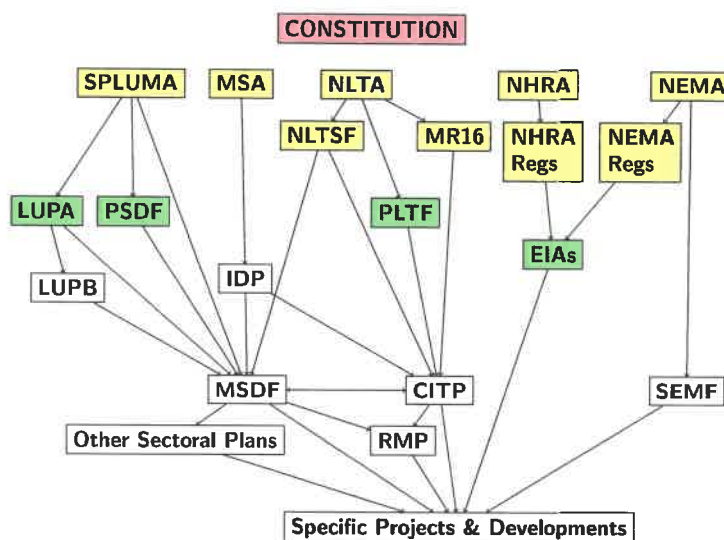 CONSTITUTION
SPLUMA
MSA
NLTA
NHRA
NEMA
NLTSF
MR16
NHRA
Regs
NEMA
Regs
LUPA
PSDF
PLTF
EIAs
LUPB
IDP
MSDF
CITP
SEMF
Other Sectoral Plans
RMP
Specific Projects & Developments